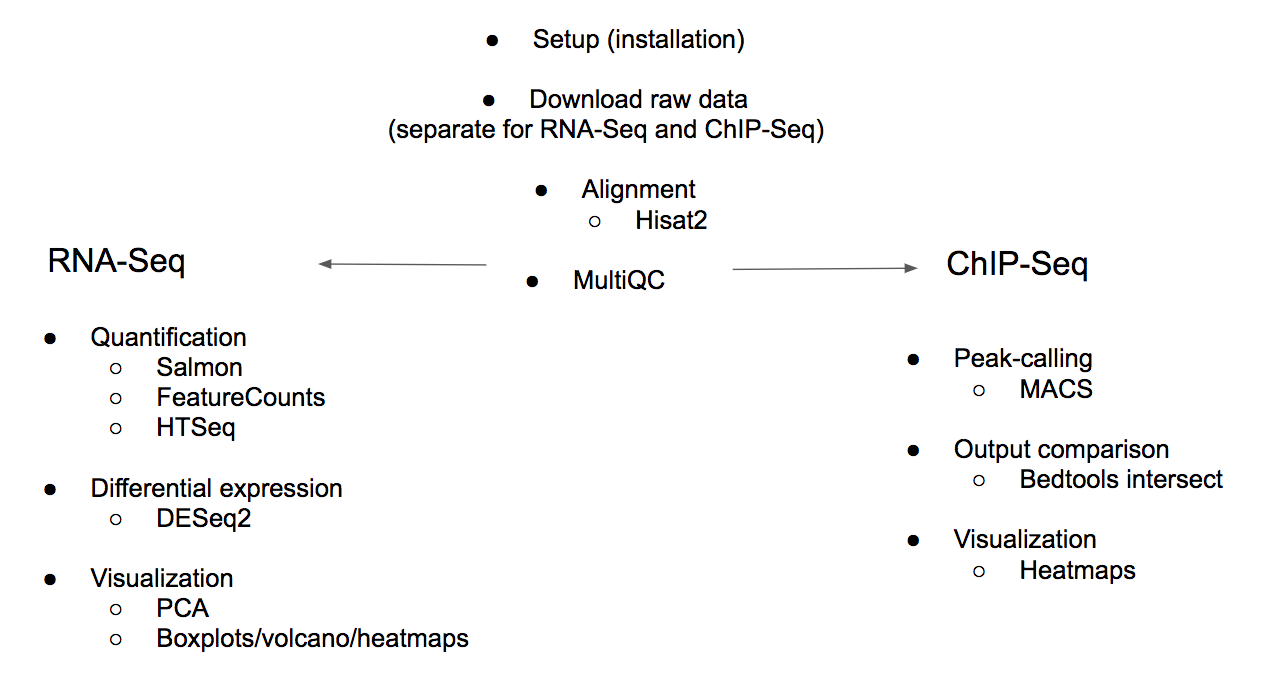 ● Setup (installation)
● Download raw data
(separate for RNA-Seq and ChIP-Seq)
● Alignment
○ Hisat2
● MultiQC
RNA-Seq
● Quantification
○ Salmon
○ FeatureCounts
○ HTSeq
● Differential expression
○ DESeq2
● Visualization
○ PCA
○ Boxplots/volcano/heatmaps
ChIP-Seq
● Peak-calling
○ MACS
● Output comparison
○ Bedtools intersect
● Visualization
○ Heatmaps